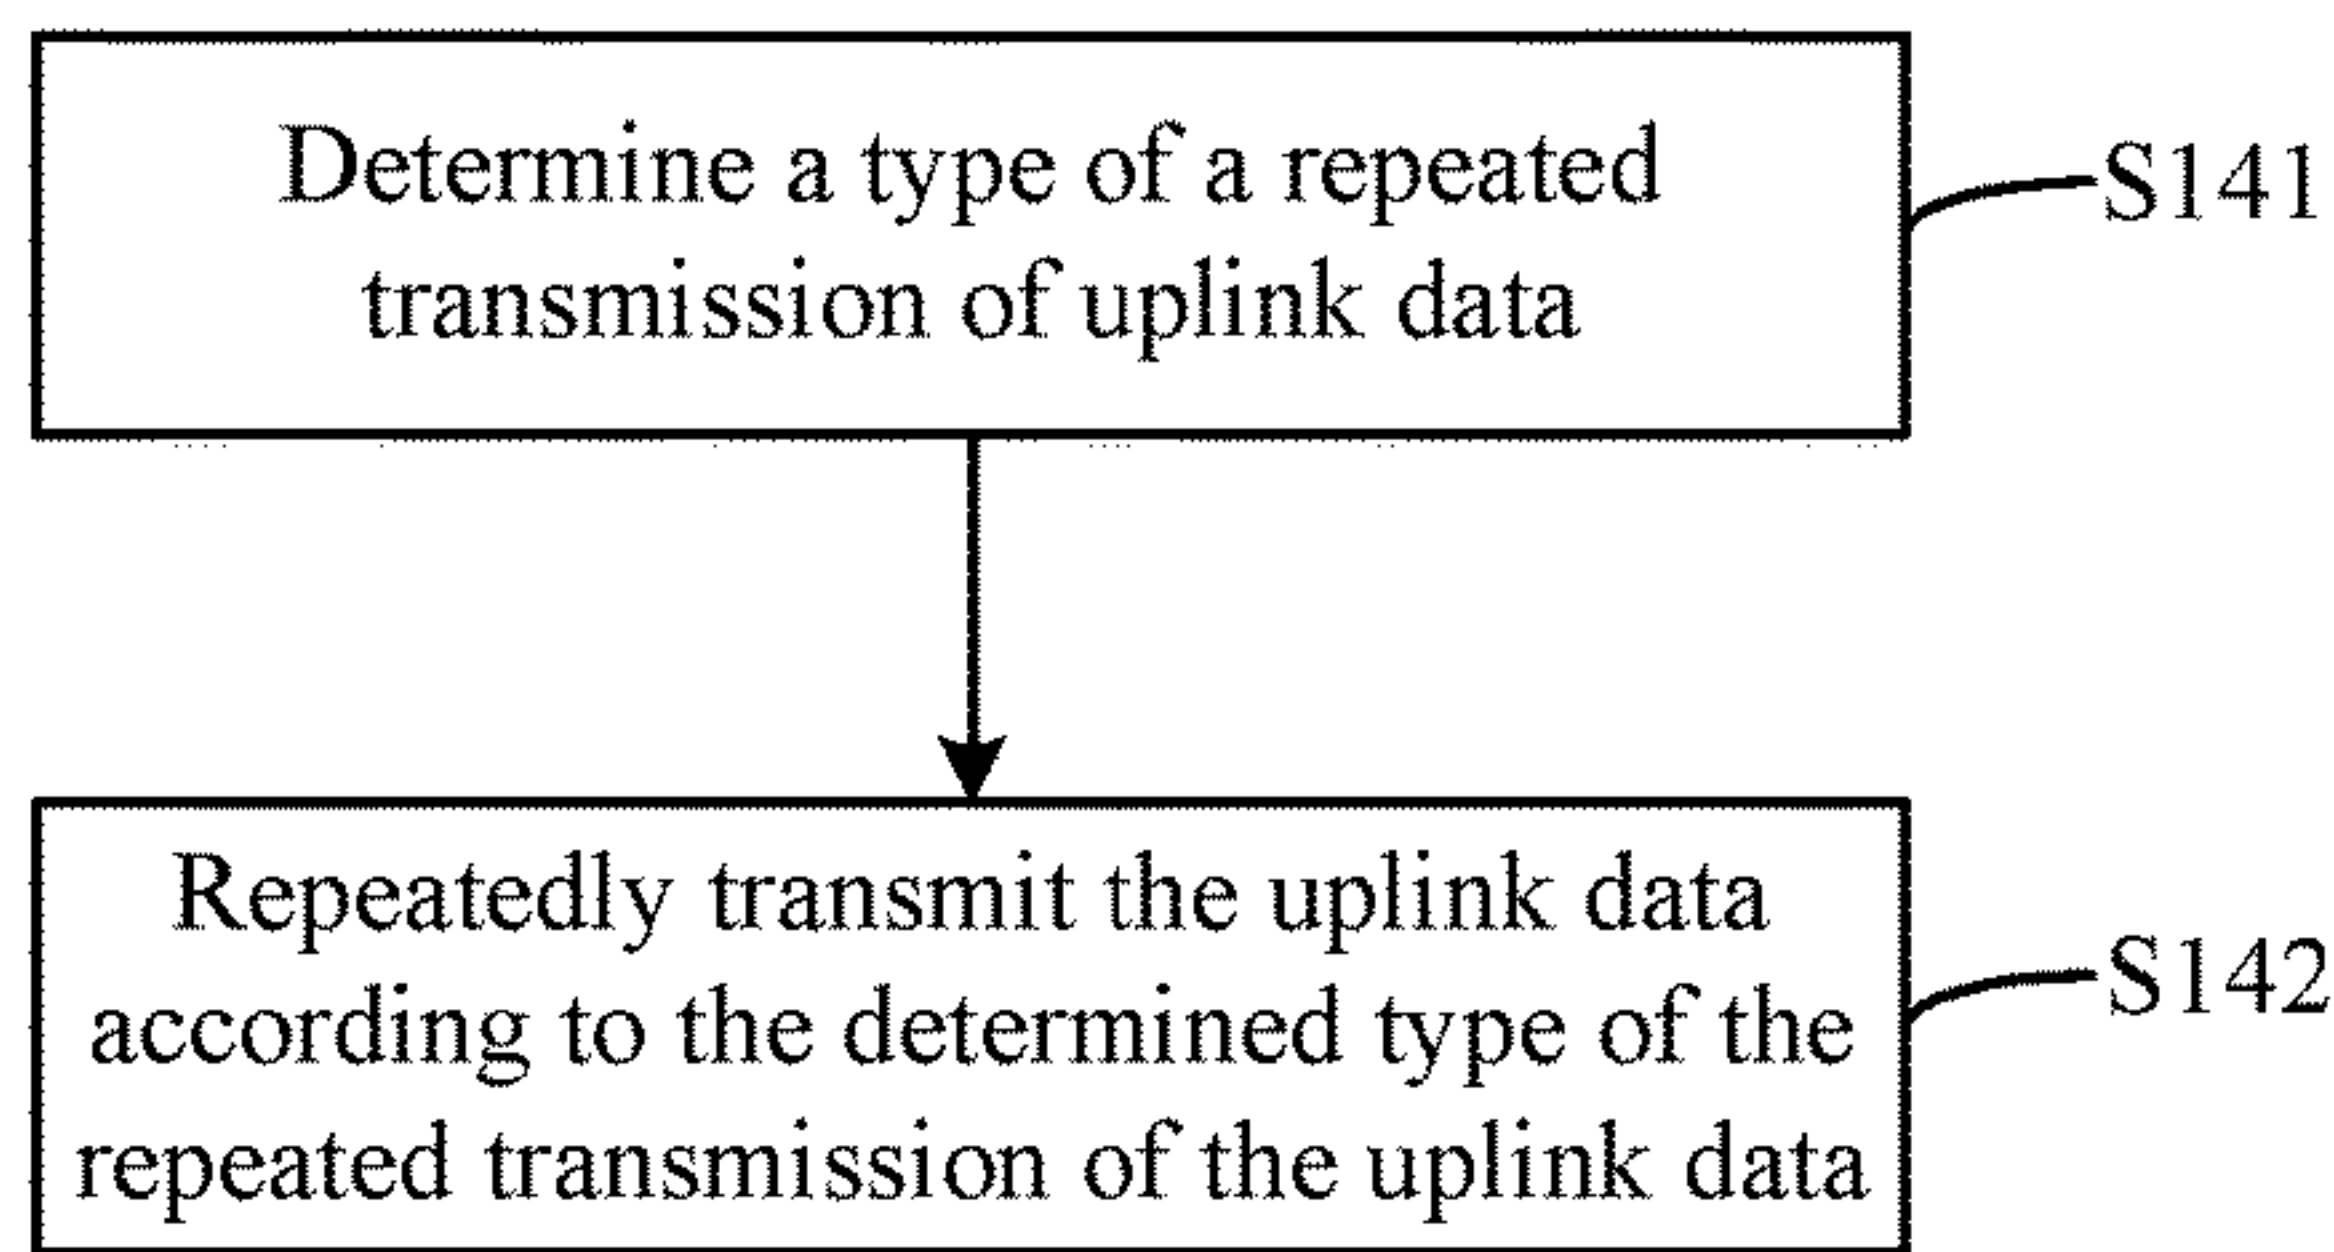 Determine a type of a repeated
transmission of uplink data
S141
Repeatedly transmit the uplink data
according to the determined type of the
repeated transmission of the uplink data
S142